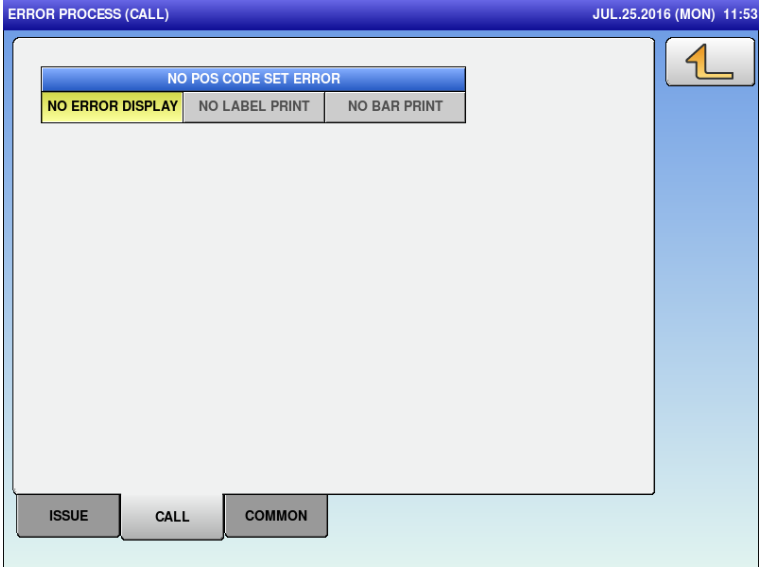 ERROR PROCESS (CALL) JUL.25.2016 (MON) 11:53
NO POS CODE SET ERROR
NO ERROR DISPLAY NO LABEL PRINT NO BAR PRINT
ISSUE CALL COMMON